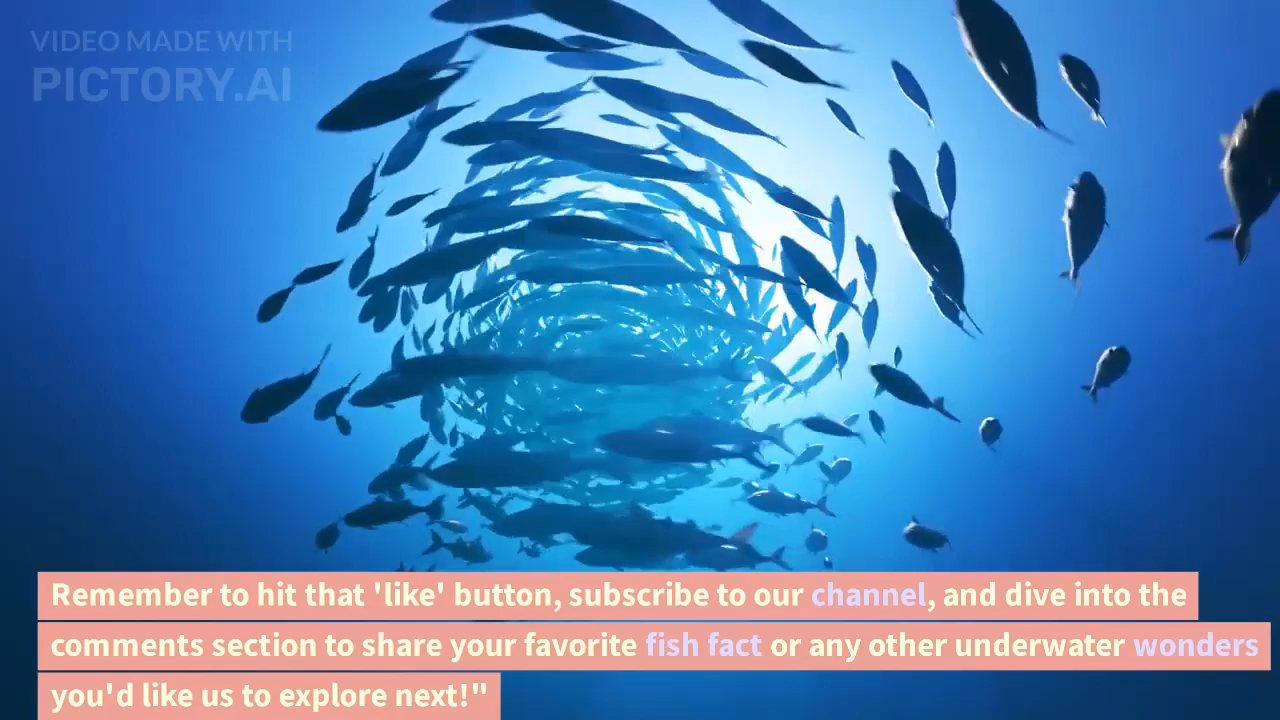 VIDEO MADE WITH
PICTORY.AI
Remember to hit that 'like' button, subscribe to our channel, and dive into the
comments section to share your favorite fish fact or any other underwater wonders
you'd like us to explore next!"